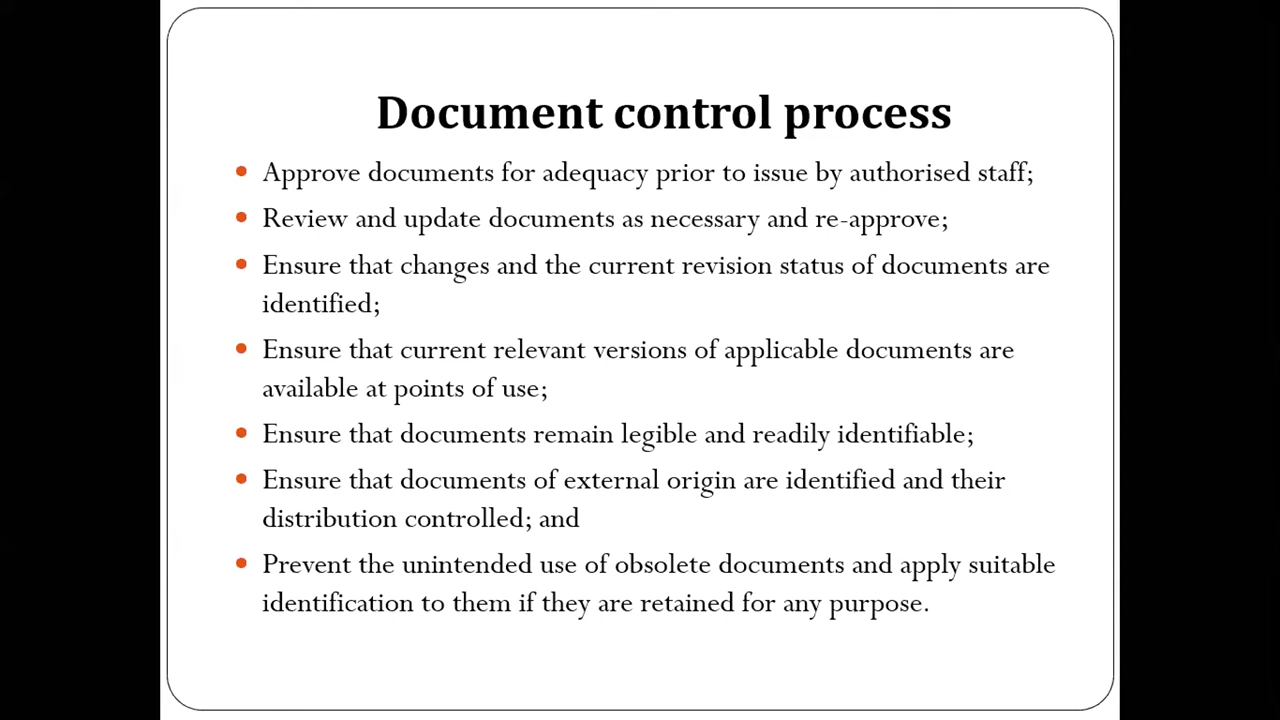 Document control process
Approve documents for adequacy prior to issue by authorised staff;
Review and update documents as necessary and re-approve;
Ensure that changes and the current revision status of documents are
identified;
Ensure that current relevant versions of applicable documents are
available at points of use;
Ensure that documents remain legible and readily identifiable;
Ensure that documents of external origin are identified and their
distribution controlled; and
Prevent the unintended use of obsolete documents and apply suitable
identification to them if they are retained for any purpose.